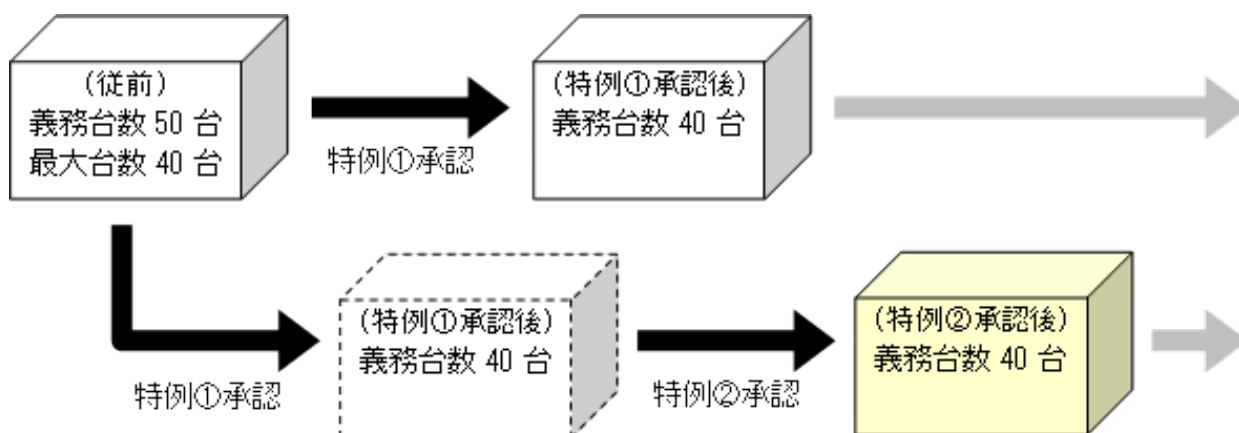 (従前)
義務台数 50 台
最大台数 40 台
特例①承認
(特例①承認後)
義務台数 40 台
特例①承認
(特例①承認後)
義務台数 40 台
特例②承認
(特例②承認後)
義務台数 40 台